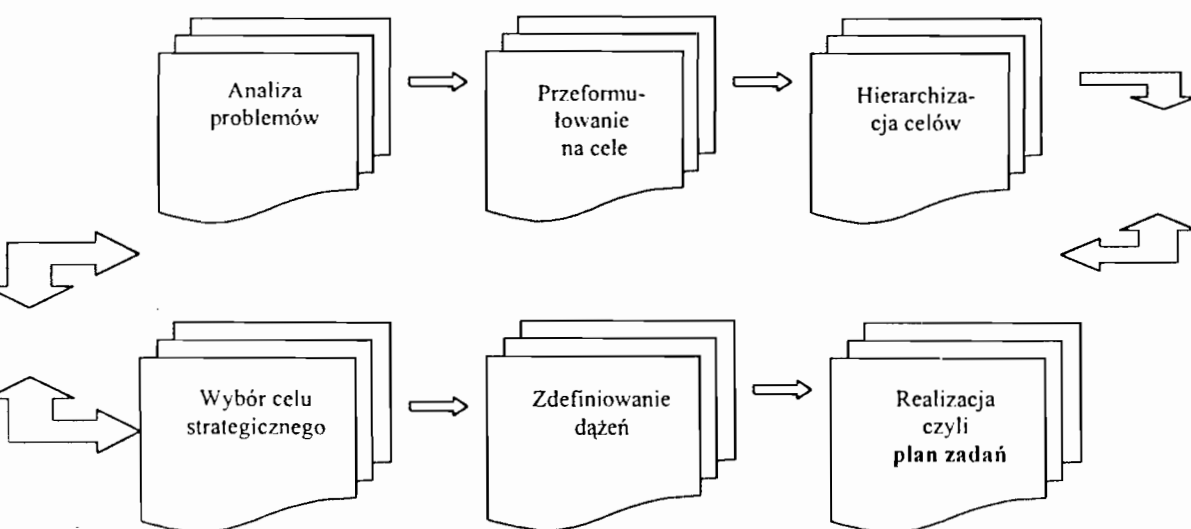 Analiza
problemów
Przeformu-
łowanie
na cele
Hierarchiza-
cja celów
Wybór celu
strategicznego
Zdefiniowanie
dążeń
Realizacja
czyli
plan zadań